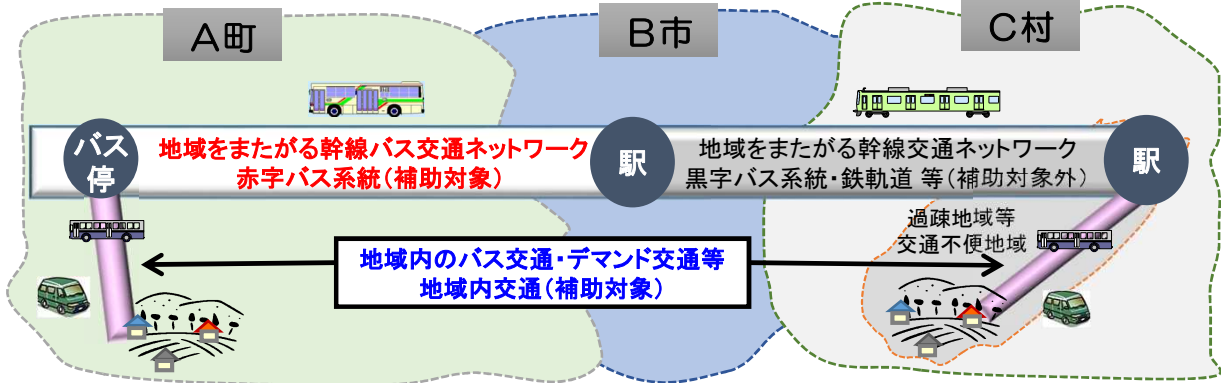 A町
B市
C村
バス
停
地域をまたがる幹線バス交通ネットワーク
赤字バス系統(補助対象)
駅
地域をまたがる幹線交通ネットワーク
黒字バス系統・鉄軌道 等(補助対象外)
駅
過疎地域等
交通不便地域
地域内のバス交通・デマンド交通等
地域内交通(補助対象)